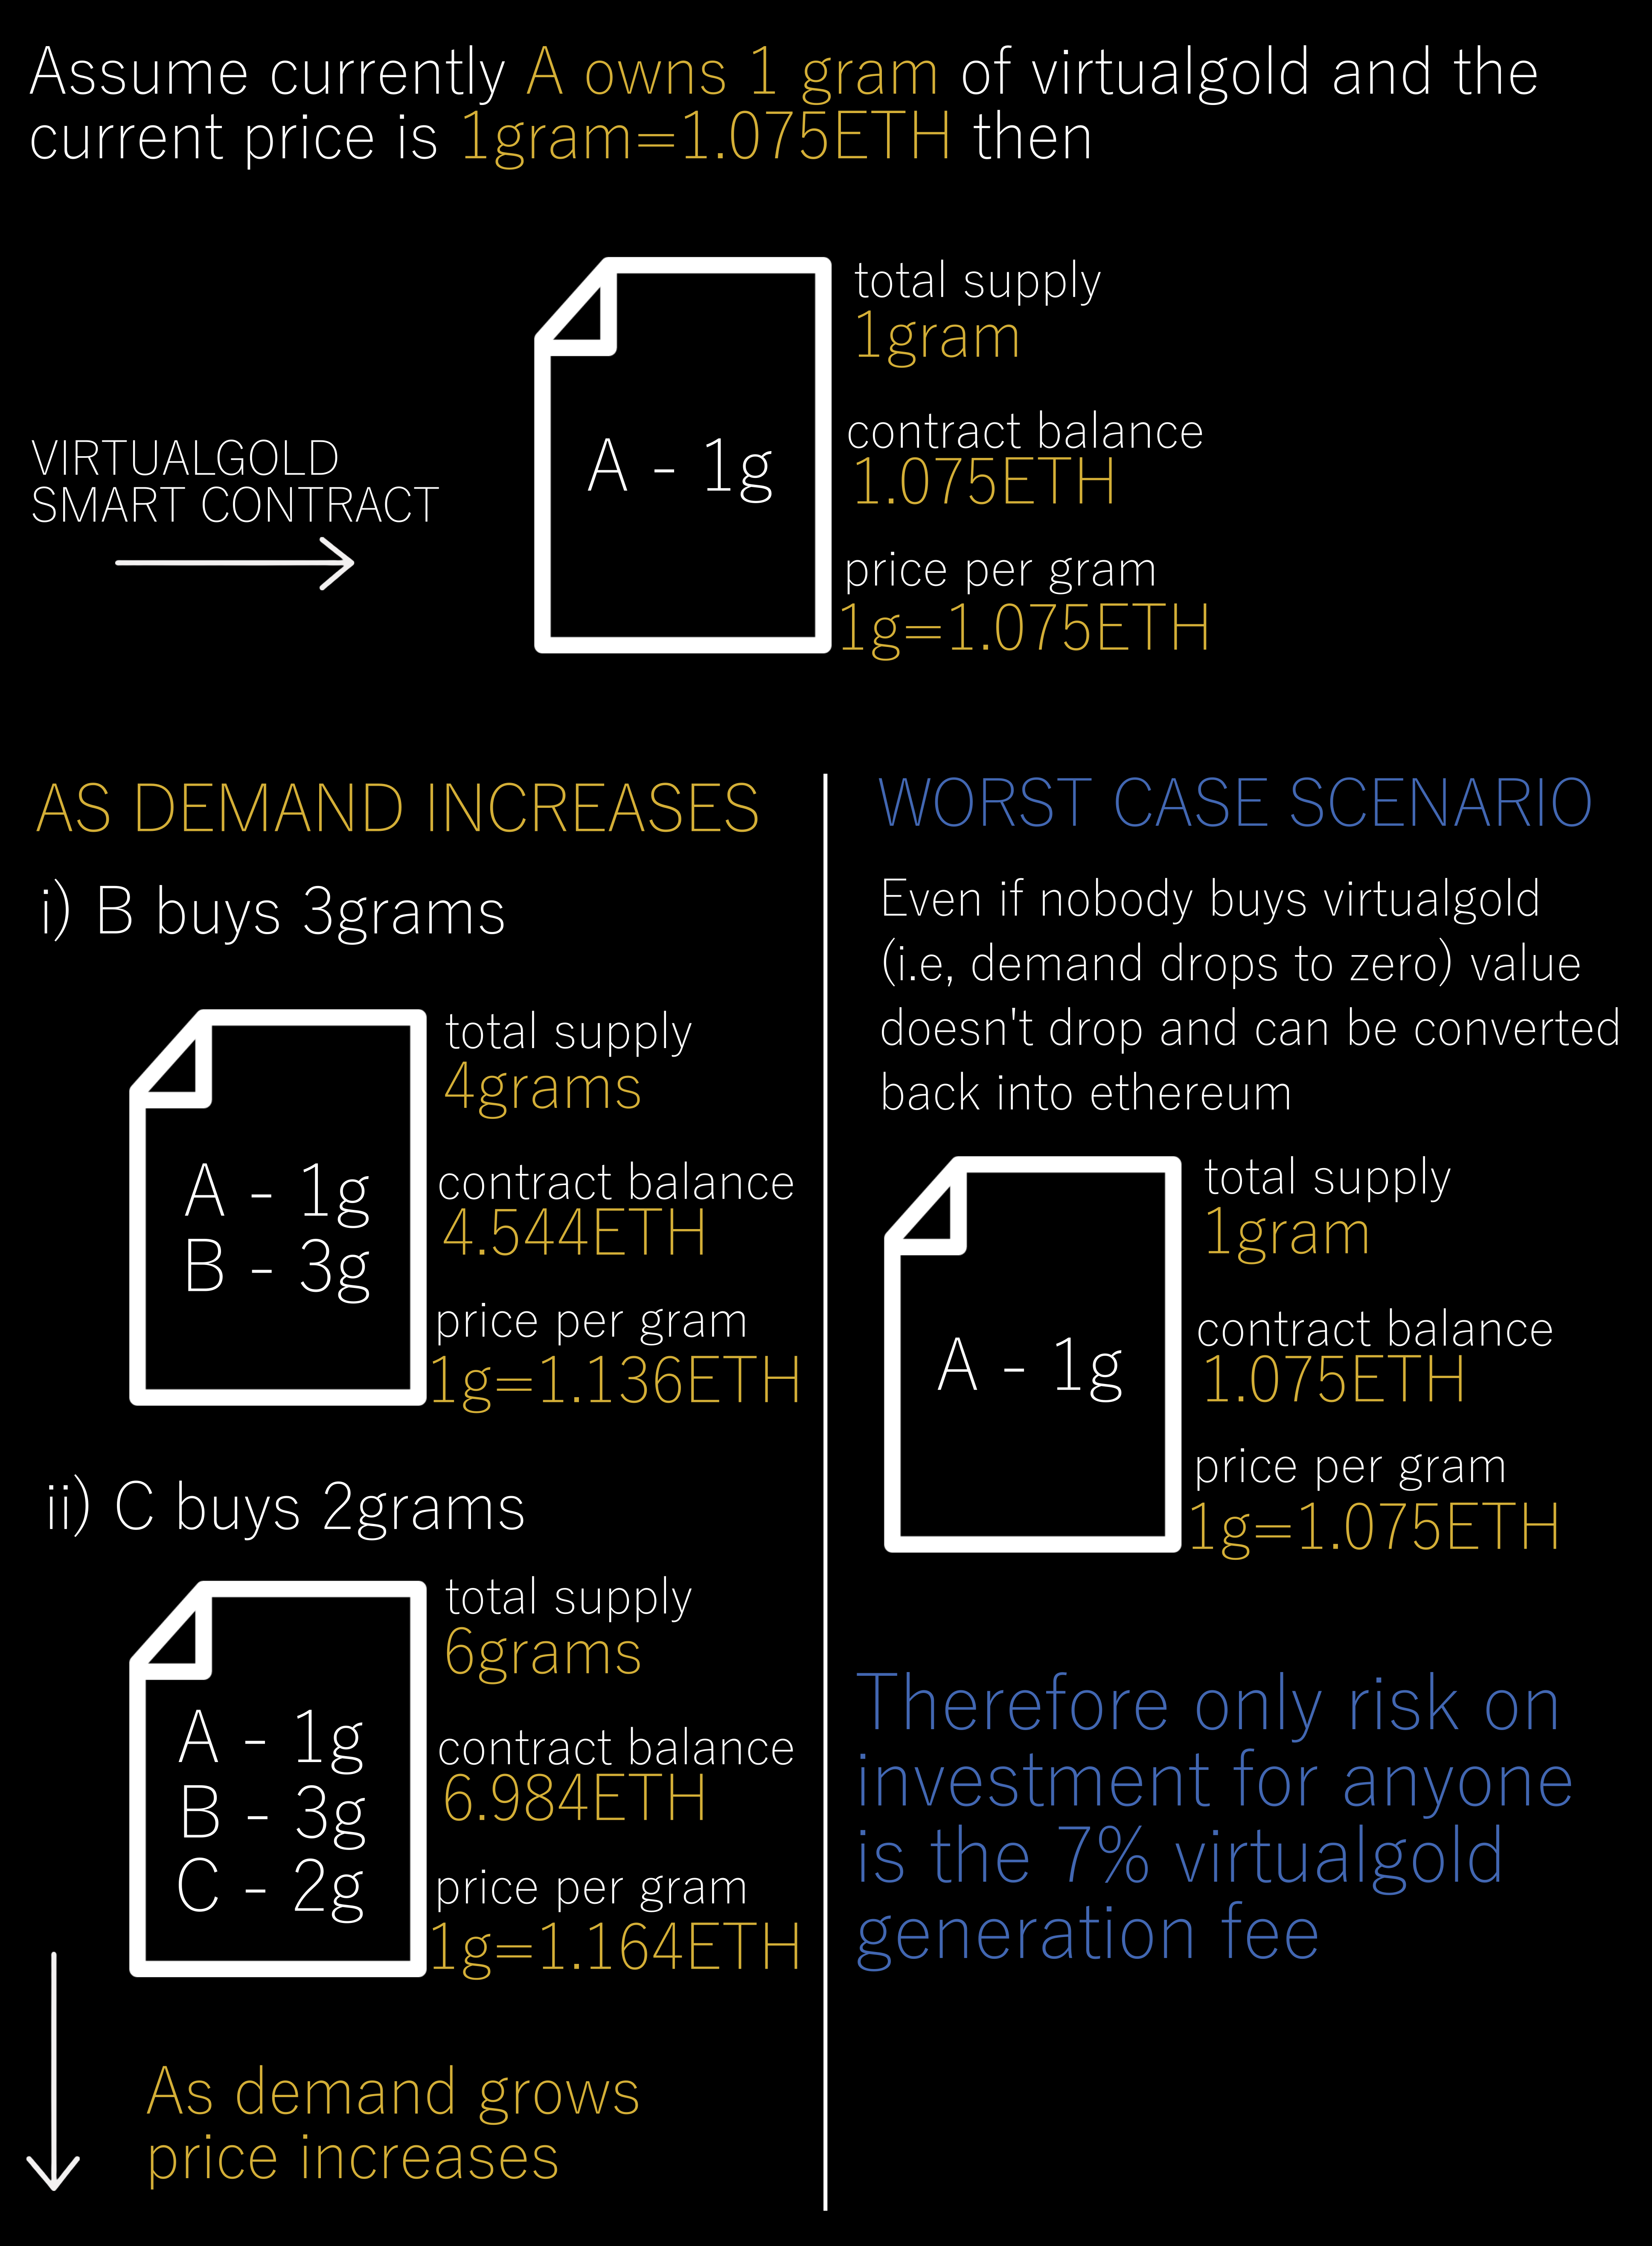 Assume currently A owns 1 gram of virtualgold and the
current price is 1gram=1.075ETH then
total supply
1gram
VIRTUALGOLD
SMART CONTRACT
A - 1g
contract balance
1.075ETH
price per gram
1g=1.075ETH
AS DEMAND INCREASES
i) B buys 3grams
total supply
4grams
A - 1g
B - 3g
contract balance
4.544ETH
price per gram
1g=1.136ETH
ii) C buys 2grams
total supply
6grams
A - 1g
B - 3g
C - 2g
contract balance
6.984ETH
price per gram
1g=1.164ETH
As demand grows
price increases
WORST CASE SCENARIO
Even if nobody buys virtualgold
(i.e, demand drops to zero) value
doesn't drop and can be converted
back into ethereum
total supply
1gram
A - 1g
contract balance
1.075ETH
price per gram
1g=1.075ETH
Therefore only risk on
investment for anyone
is the 7% virtualgold
generation fee